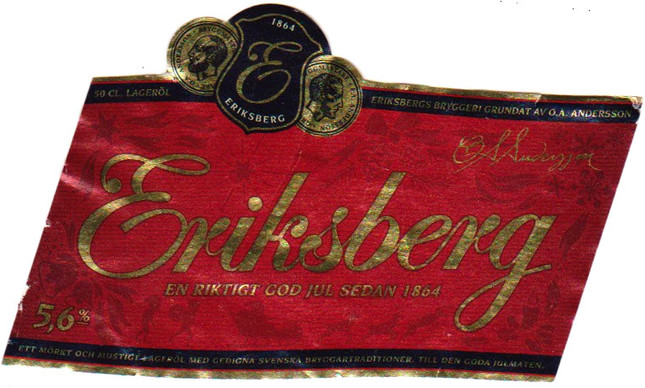 1864
E
ERIKSBERG
50 CL. LAGERÖL
ERIKSBERGS BRYGGERI GRUNDAT AV O.A. ANDERSSON
Eriksberg
EN RIKTIGT GOD JUL SEDAN 1864
5,6%
ETT MÖRKT OCH MUSTIGT LAGERÖL MED GEDIGNA SVENSKA BRYGGARTRADITIONER. TILL DEN GODA JULMATEN.